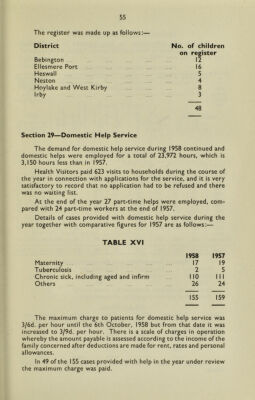 55
The register was made up as follows:—
District No. of children on register
Bebington 12
Ellesmere Port 16
Heswall 5
Neston 4
Hoylake and West Kirby 8
Irby 3
48
Section 29—Domestic Help Service
The demand for domestic help service during 1958 continued and
domestic helps were employed for a total of 23,972 hours, which is
3,150 hours less than in 1957.
Health Visitors paid 623 visits to households during the course of
the year in connection with applications for the service, and it is very
satisfactory to record that no application had to be refused and there
was no waiting list.
At the end of the year 27 part-time helps were employed, com-
pared with 24 part-time workers at the end of 1957.
Details of cases provided with domestic help service during the
year together with comparative figures for 1957 are as follows:—
TABLE XVI
1958 1957
Maternity 17 19
Tuberculosis 2 5
Chronic sick, including aged and infirm 110 111
Others 26 24
155 159
The maximum charge to patients for domestic help service was
3/6d. per hour until the 6th October, 1958 but from that date it was
increased to 3/9d. per hour. There is a scale of charges in operation
whereby the amount payable is assessed according to the income of the
family concerned after deductions are made for rent, rates and personal
allowances.
In 49 of the 155 cases provided with help in the year under review
the maximum charge was paid.